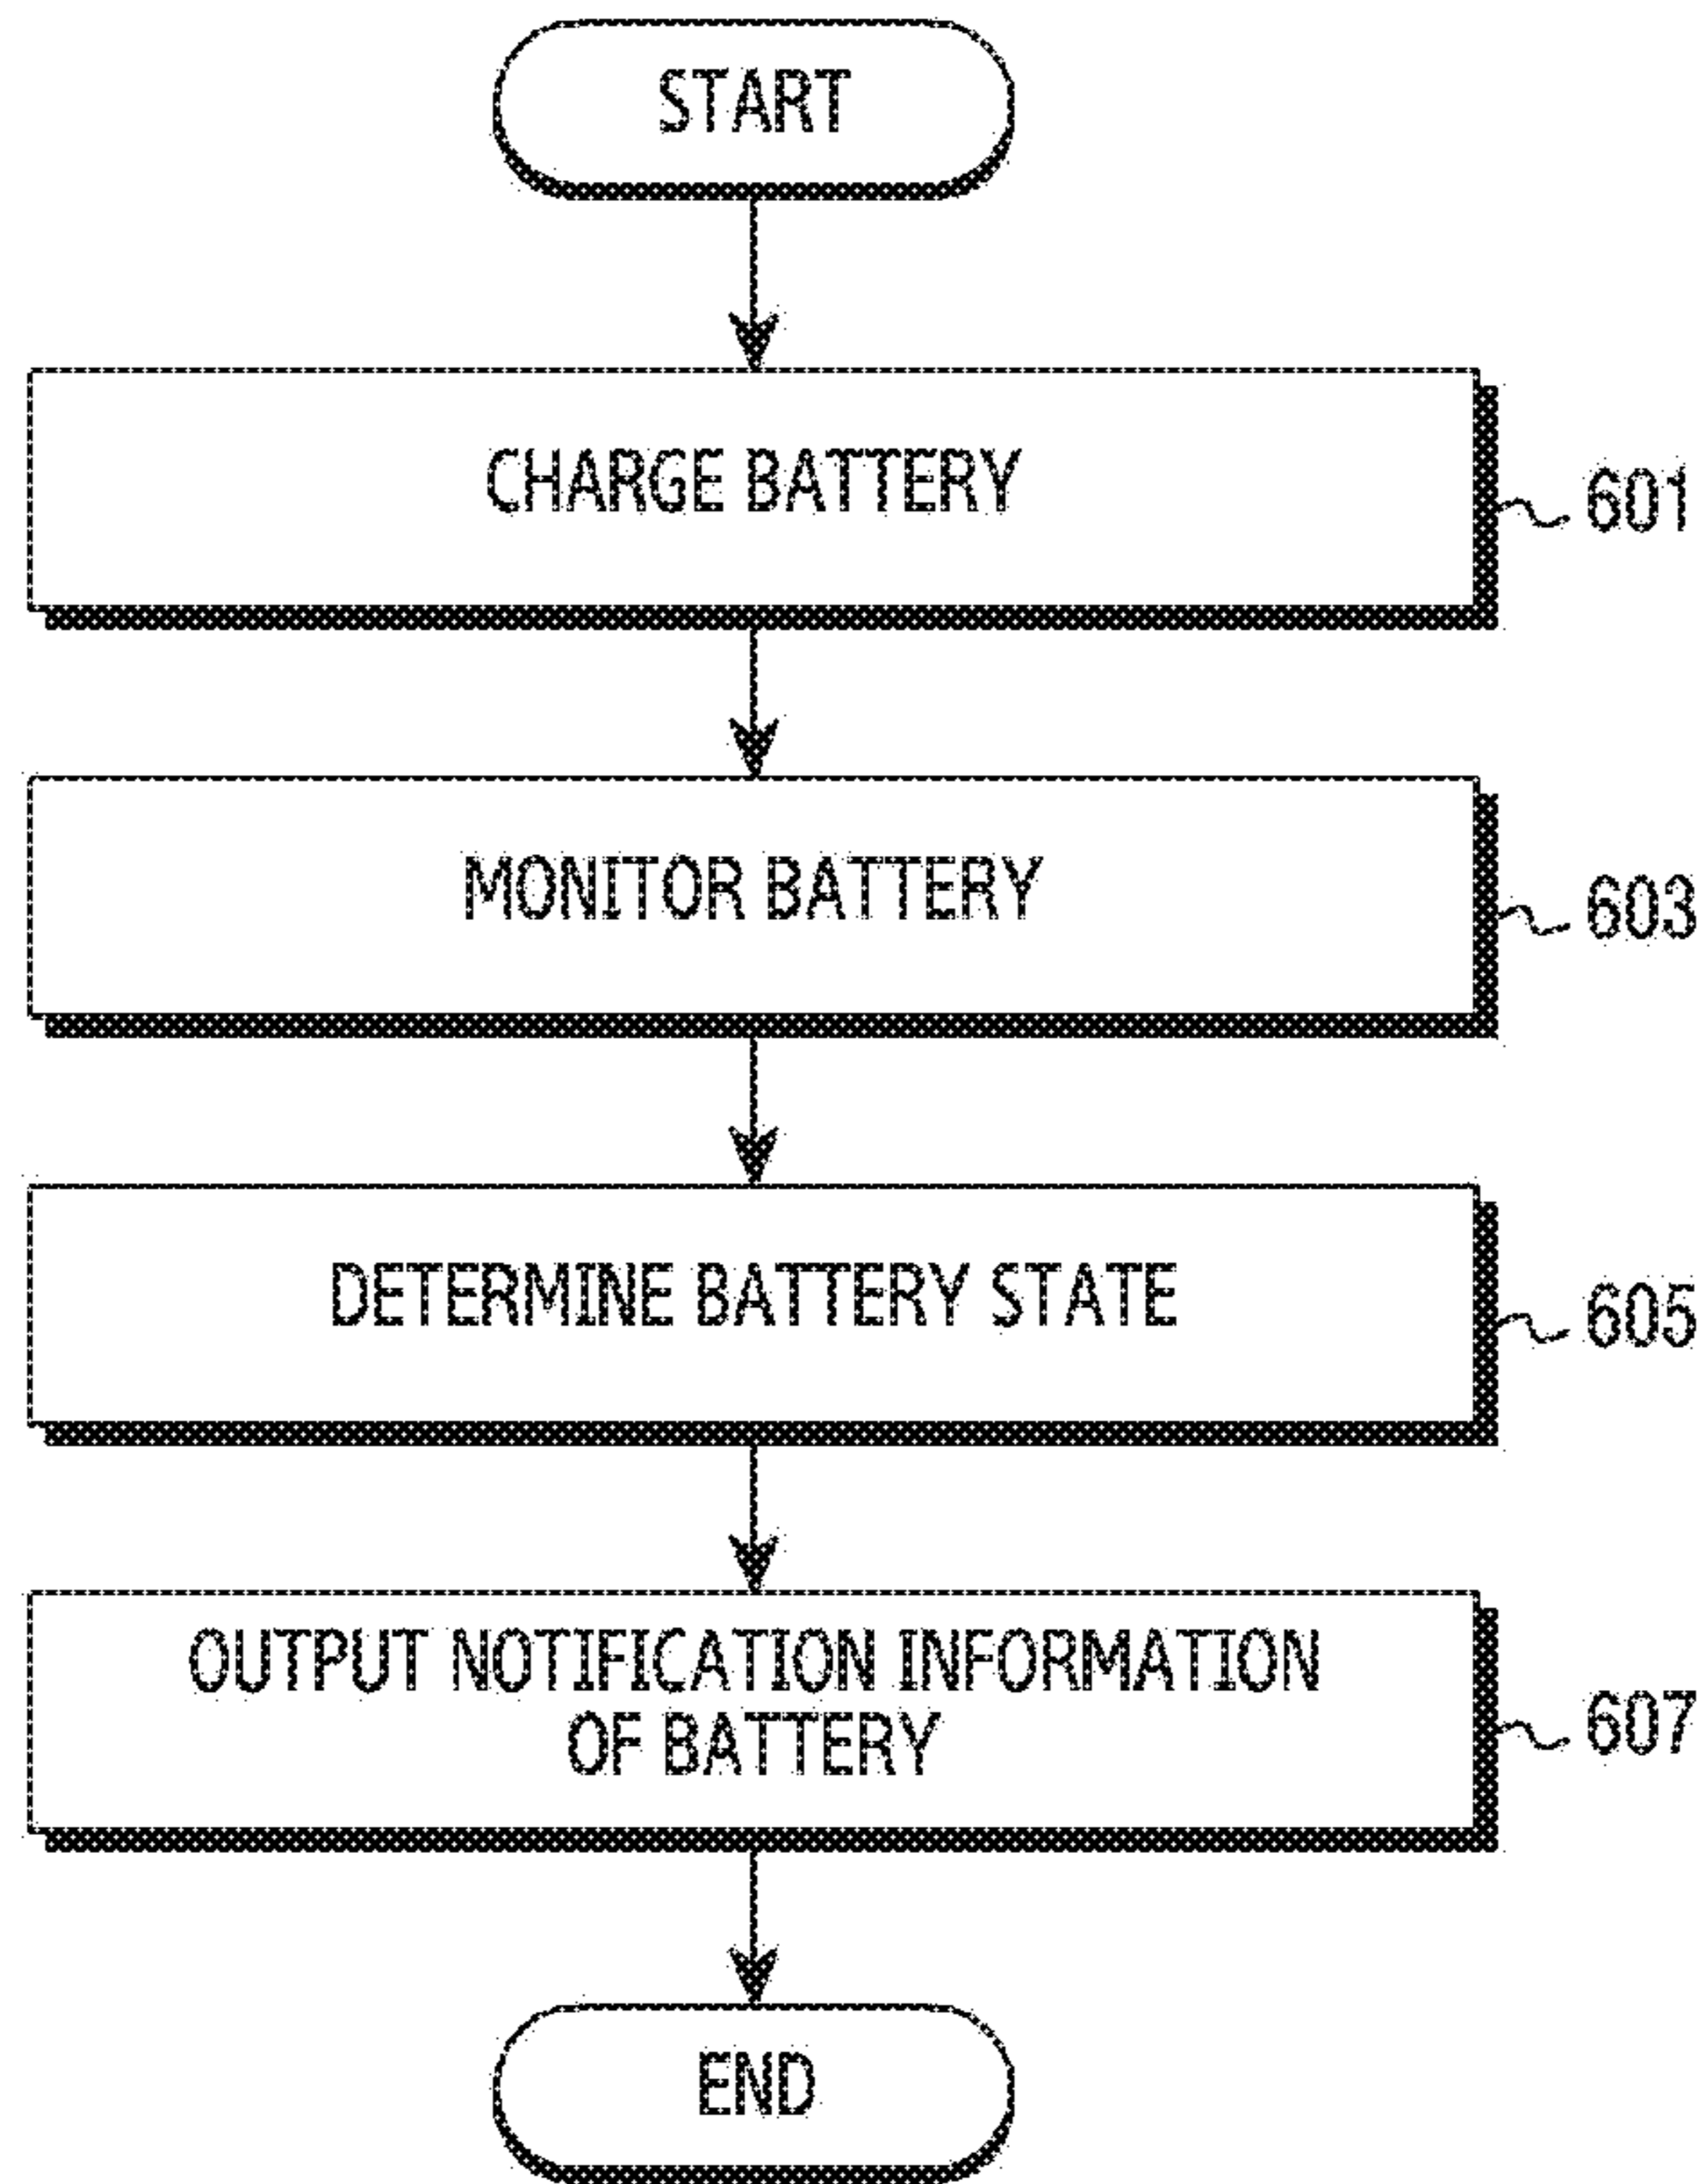 START
CHARGE BATTERY
601
MONITOR BATTERY
603
DETERMINE BATTERY STATE
605
OUTPUT NOTIFICATION INFORMATION
OF BATTERY
607
END